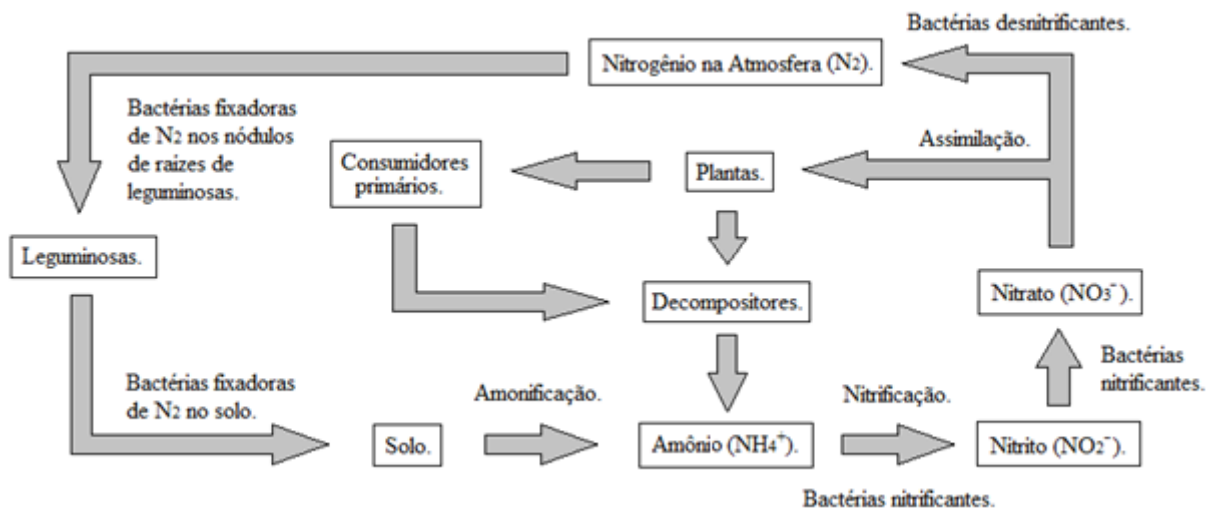 Bactérias desnitrificantes.
Nitrogênio na Atmosfera (N2).
Bactérias fixadoras
de N2 nos nódulos
de raizes de
leguminosas.
Assimilação.
Consumidores
primários.
Plantas.
Leguminosas.
Decompositores.
Nitrato (NO3⁻).
Bactérias
nitrificantes.
Bactérias fixadoras
de N2 no solo.
Amonificação.
Nitrificação.
Solo.
Amônio (NH4⁺).
Nitrito (NO2⁻).
Bactérias nitrificantes.